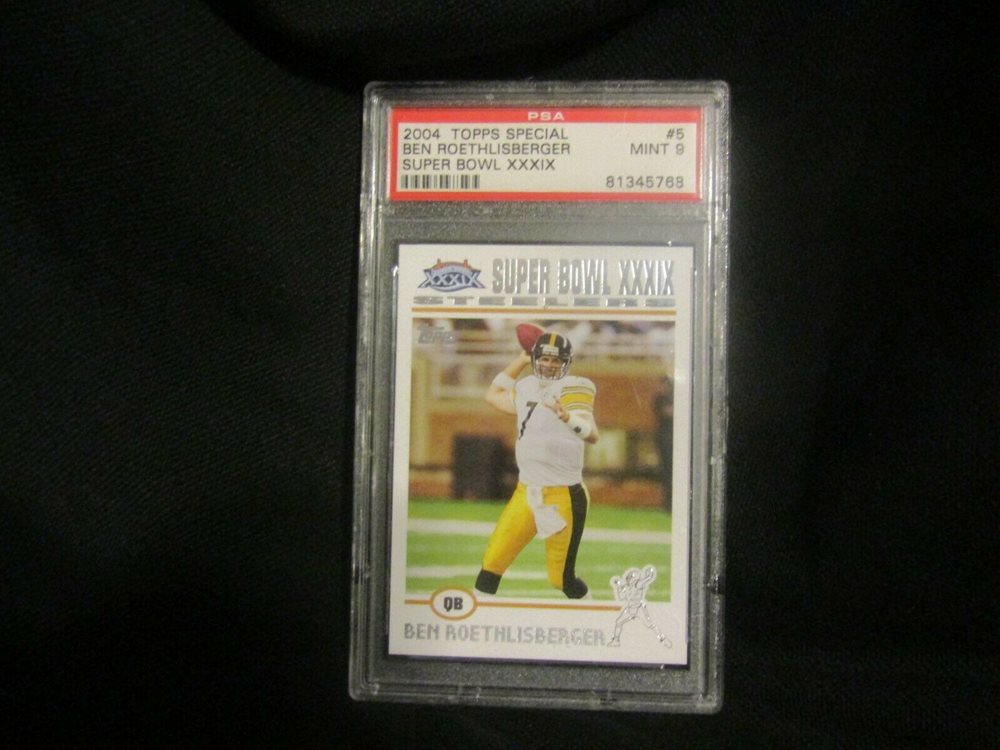 PSA
2004 TOPPS SPECIAL #5
BEN ROETHLISBERGER MINT 9
SUPER BOWL XXXIX
81345768
XXXIX SUPER BOWL XXXIX
STEELERS
Topps
7
QB
BEN ROETHLISBERGER